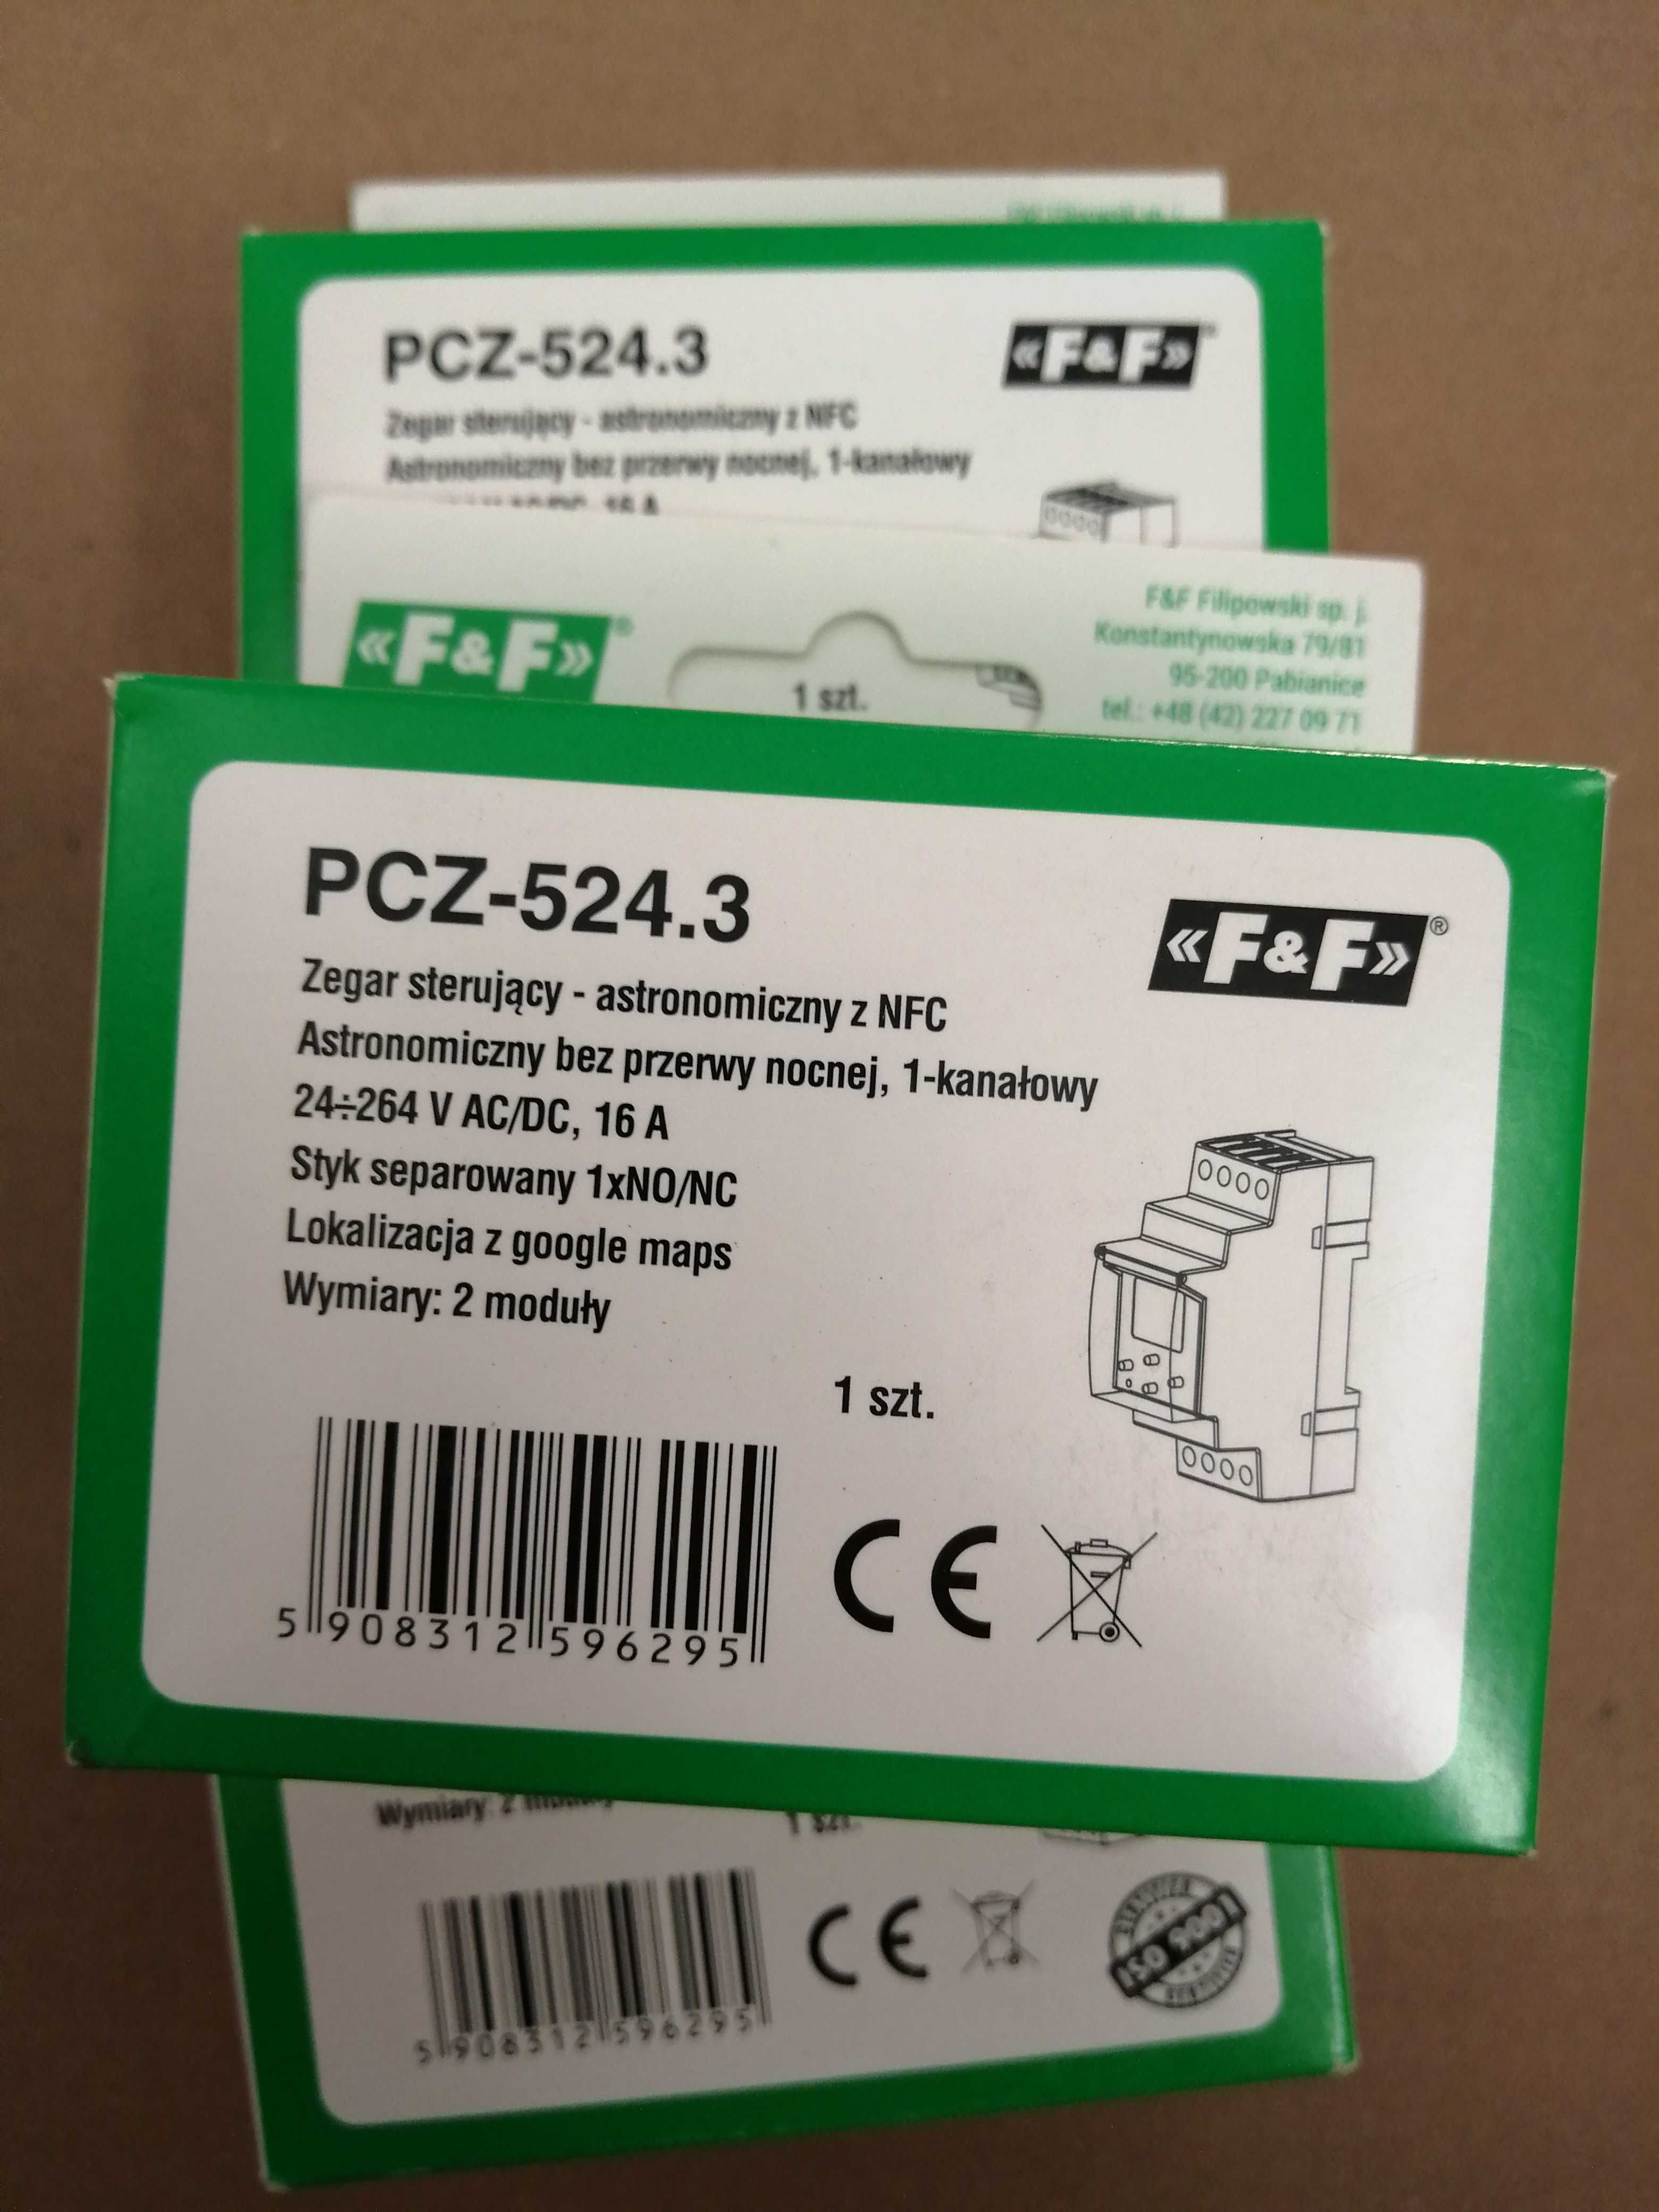 PCZ-524.3
«F&F»®
Zegar sterujący - astronomiczny z NFC
Astronomiczny bez przerwy nocnej, 1-kanałowy
16 A
«F&F»®
1 szt.
F&F Filipowski sp. j.
Konstantynowska 79/81
95-200 Pabianice
tel.: +48 (42) 227 09 71
PCZ-524.3
«F&F»®
Zegar sterujący - astronomiczny z NFC
Astronomiczny bez przerwy nocnej, 1-kanałowy
24÷264 V AC/DC, 16 A
Styk separowany 1xNO/NC
Lokalizacja z google maps
Wymiary: 2 moduły
1 szt.
5 908312 596295
CE
Wymiary: 2 moduły
1 szt.
5 908312 596295
CE
ISO 9001